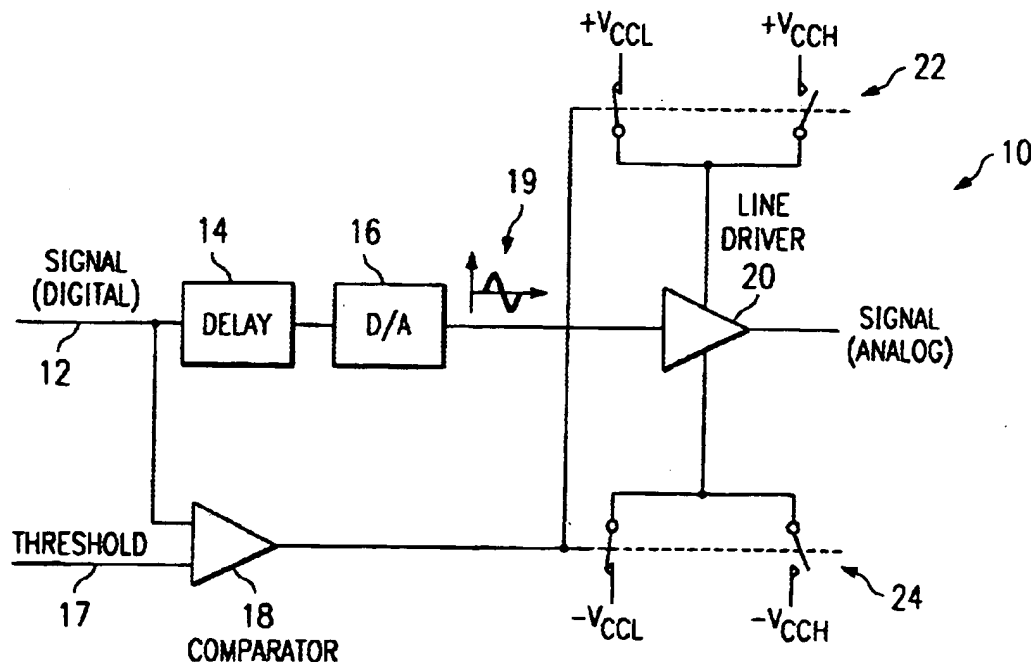 +VCCL
+VCCH
22
10
LINE
DRIVER
20
19
14
16
SIGNAL
(DIGITAL)
DELAY
D/A
SIGNAL
(ANALOG)
12
THRESHOLD
17
18
COMPARATOR
24
−VCCL
−VCCH